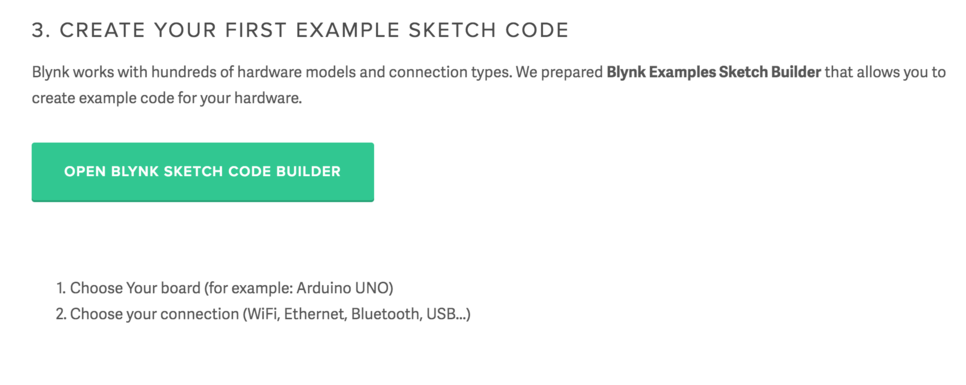 3. CREATE YOUR FIRST EXAMPLE SKETCH CODE
Blynk works with hundreds of hardware models and connection types. We prepared Blynk Examples Sketch Builder that allows you to
create example code for your hardware.
OPEN BLYNK SKETCH CODE BUILDER
1. Choose Your board (for example: Arduino UNO)
2. Choose your connection (WiFi, Ethernet, Bluetooth, USB...)